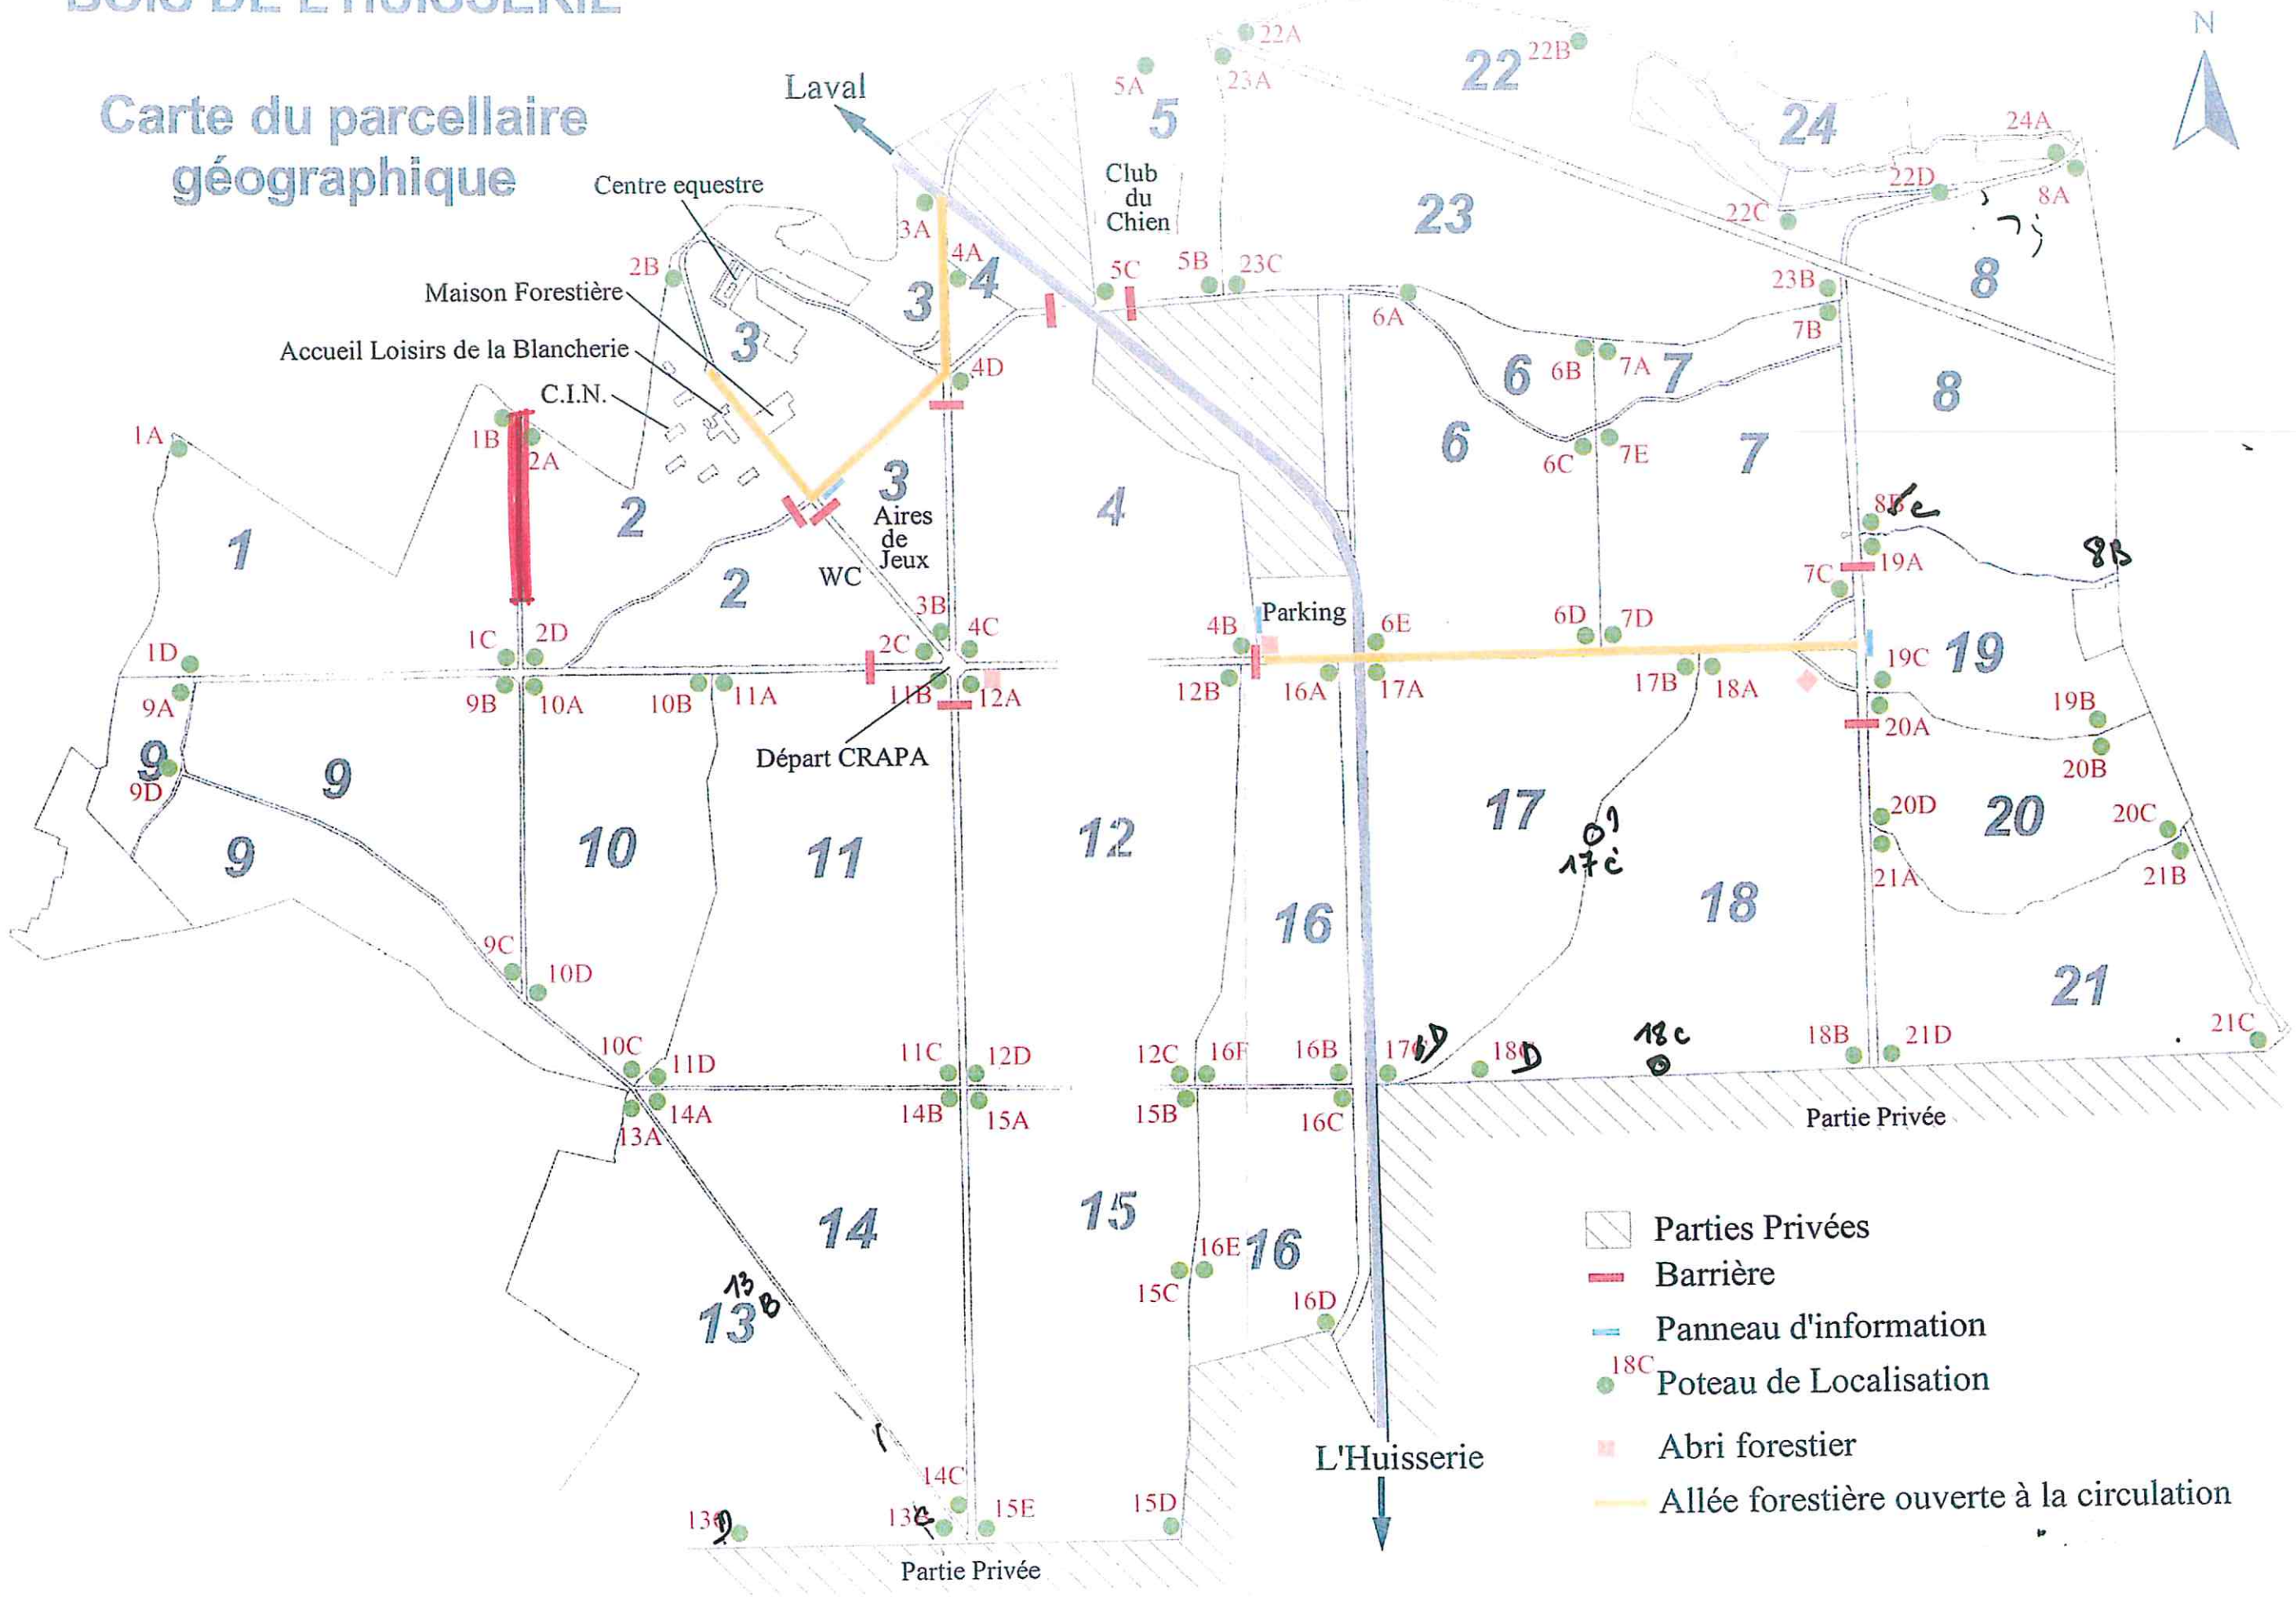 BOIS DE L'HUISSERIE
Carte du parcellaire
géographique
N
Laval
22A
22B
22
5A
5
23A
24
24A
8A
22D
22C
Centre equestre
Club
du
Chien
23
3A
4A
4
3
2B
5C
5B
23C
23B
8
Maison Forestière
3
6A
7B
Accueil Loisirs de la Blancherie
4D
6
6B
7A
7
8
C.I.N.
1A
1B
2A
6
6C
7E
7
2
3
Aires
de
Jeux
4
1
WC
2
7C
19A
8B
Parking
3B
4C
4B
6E
6D
7D
1C
2D
2C
1D
19C
19
9A
9B
10A
10B
11A
11B
12A
12B
16A
17A
17B
18A
19B
20A
Départ CRAPA
9
9D
9
20B
9
10
11
12
17
17C
20D
20
20C
21A
21B
16
18
9C
10D
21
10C
11D
11C
12D
12C
16F
16B
D
18C
D
18B
21D
21C
13A
14A
14B
15A
15B
16C
Partie Privée
14
15
16E
16
15C
16D
13
B
13
Parties Privées
Barrière
Panneau d'information
18C
Poteau de Localisation
Abri forestier
Allée forestière ouverte à la circulation
L'Huisserie
14C
15E
15D
D
Partie Privée